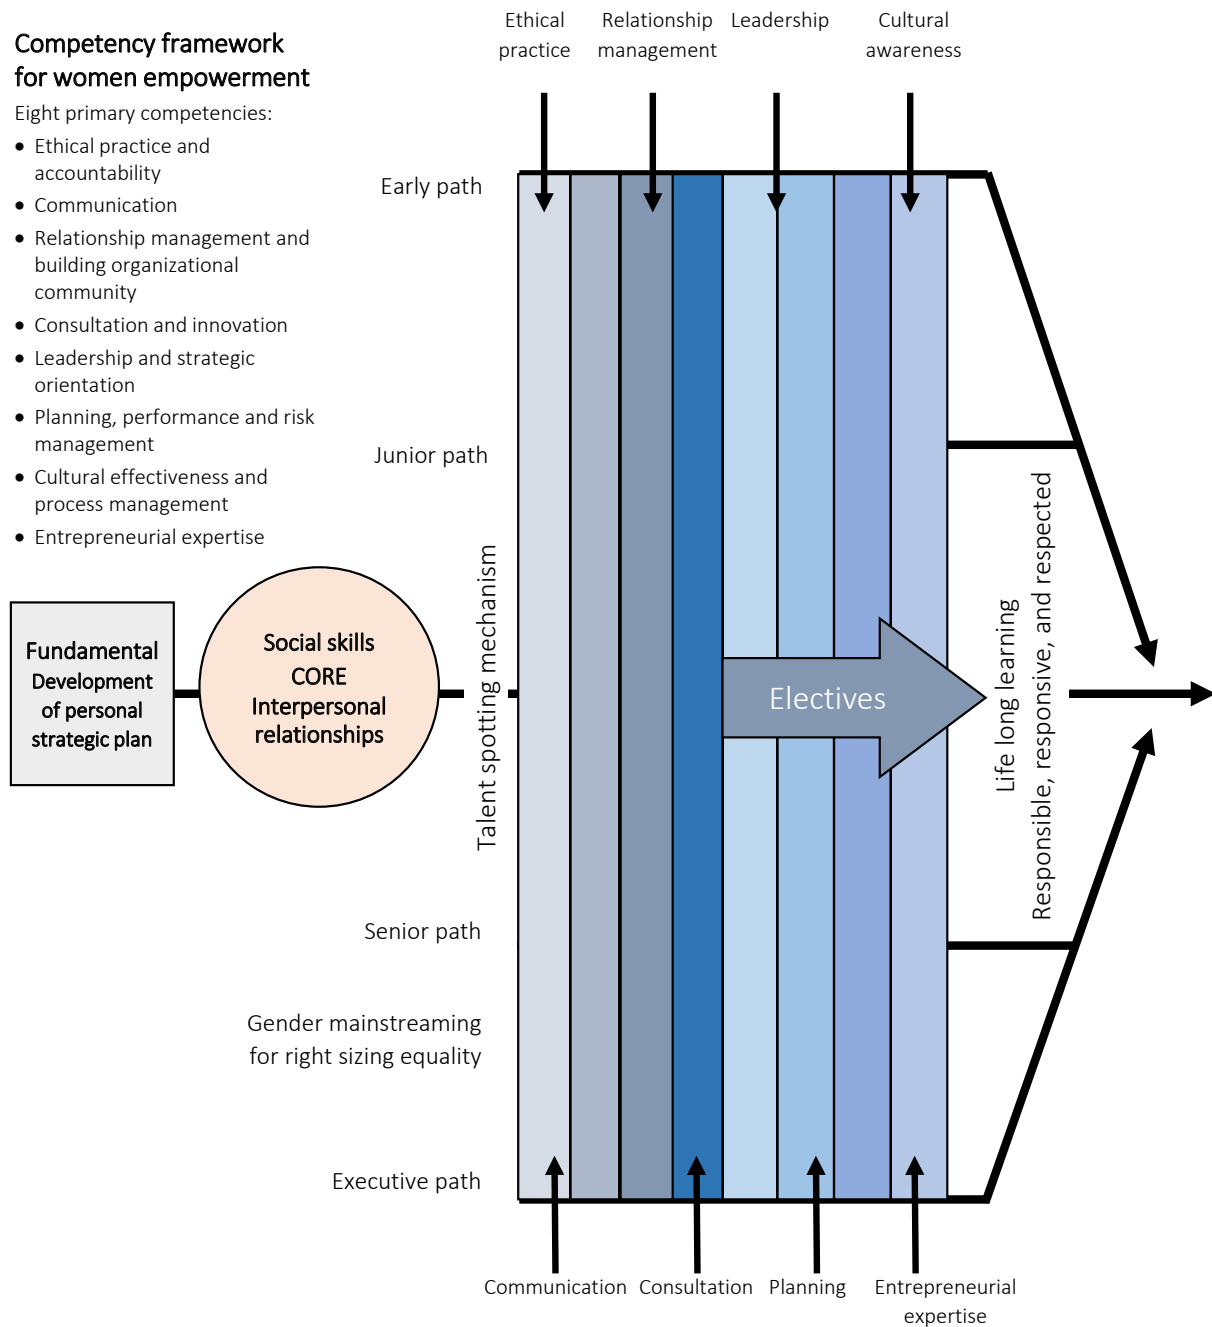 Competency framework
for women empowerment
Eight primary competencies:
• Ethical practice and
accountability
• Communication
• Relationship management and
building organizational
community
• Consultation and innovation
• Leadership and strategic
orientation
• Planning, performance and risk
management
• Cultural effectiveness and
process management
• Entrepreneurial expertise
Ethical
practice
Relationship
management
Leadership
Cultural
awareness
Early path
Junior path
Fundamental
Development
of personal
strategic plan
Social skills
CORE
Interpersonal
relationships
Talent spotting mechanism
Electives
Life long learning
Responsible, responsive, and respected
Senior path
Gender mainstreaming
for right sizing equality
Executive path
Communication
Consultation
Planning
Entrepreneurial
expertise